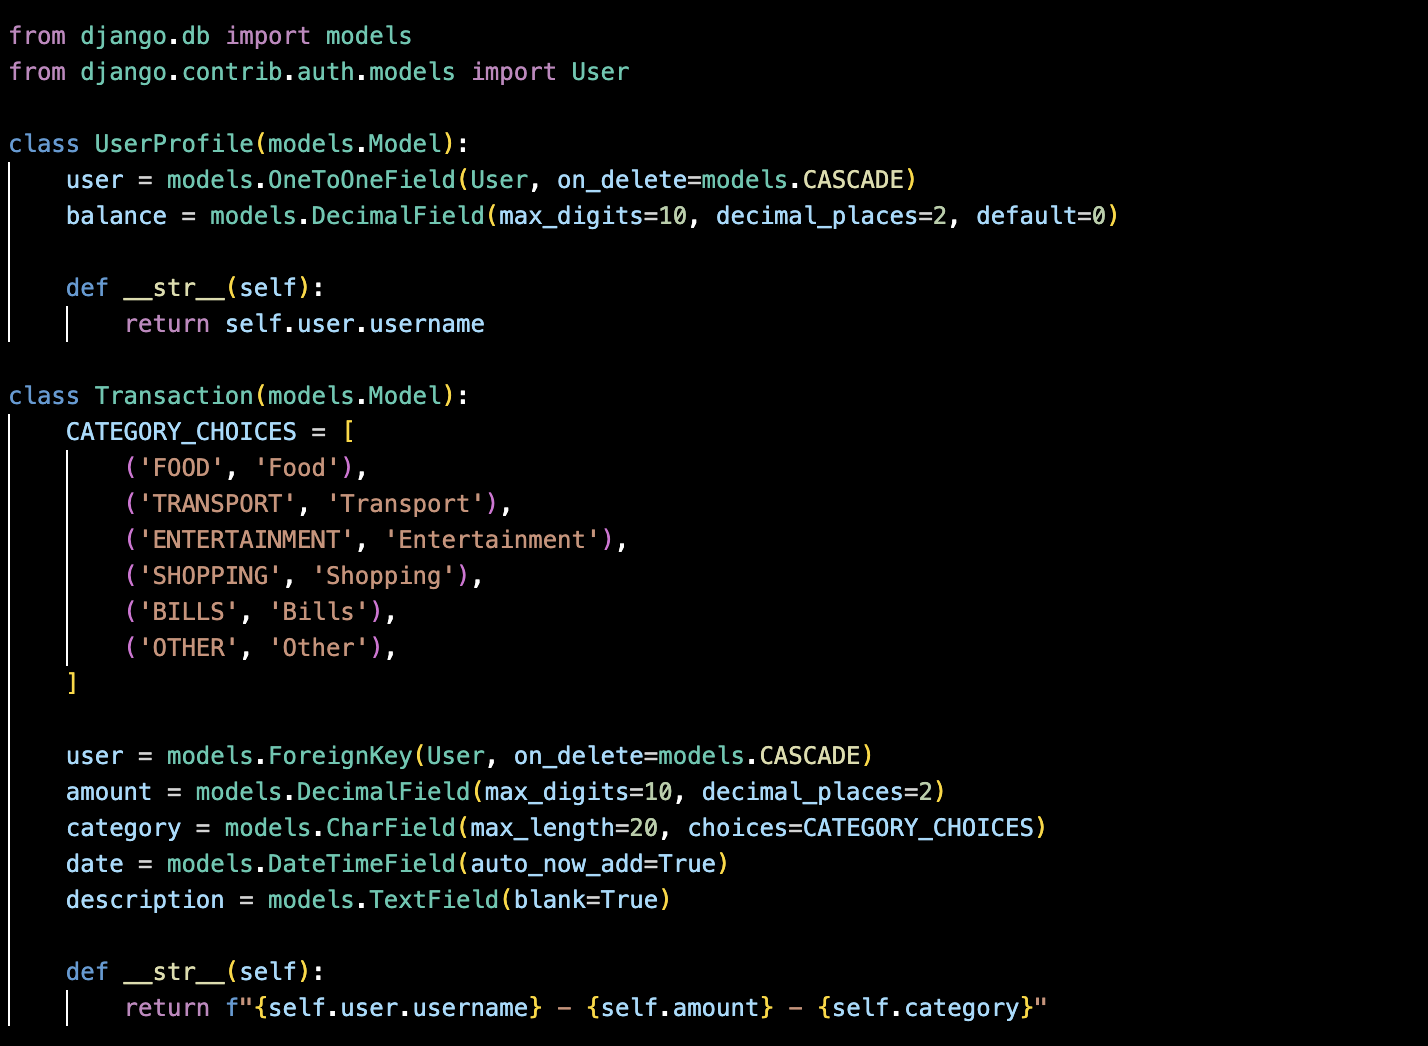 from django.db import models
from django.contrib.auth.models import User

class UserProfile(models.Model):
    user = models.OneToOneField(User, on_delete=models.CASCADE)
    balance = models.DecimalField(max_digits=10, decimal_places=2, default=0)

    def __str__(self):
        return self.user.username

class Transaction(models.Model):
    CATEGORY_CHOICES = [
        ('FOOD', 'Food'),
        ('TRANSPORT', 'Transport'),
        ('ENTERTAINMENT', 'Entertainment'),
        ('SHOPPING', 'Shopping'),
        ('BILLS', 'Bills'),
        ('OTHER', 'Other'),
    ]

    user = models.ForeignKey(User, on_delete=models.CASCADE)
    amount = models.DecimalField(max_digits=10, decimal_places=2)
    category = models.CharField(max_length=20, choices=CATEGORY_CHOICES)
    date = models.DateTimeField(auto_now_add=True)
    description = models.TextField(blank=True)

    def __str__(self):
        return f"{self.user.username} - {self.amount} - {self.category}"